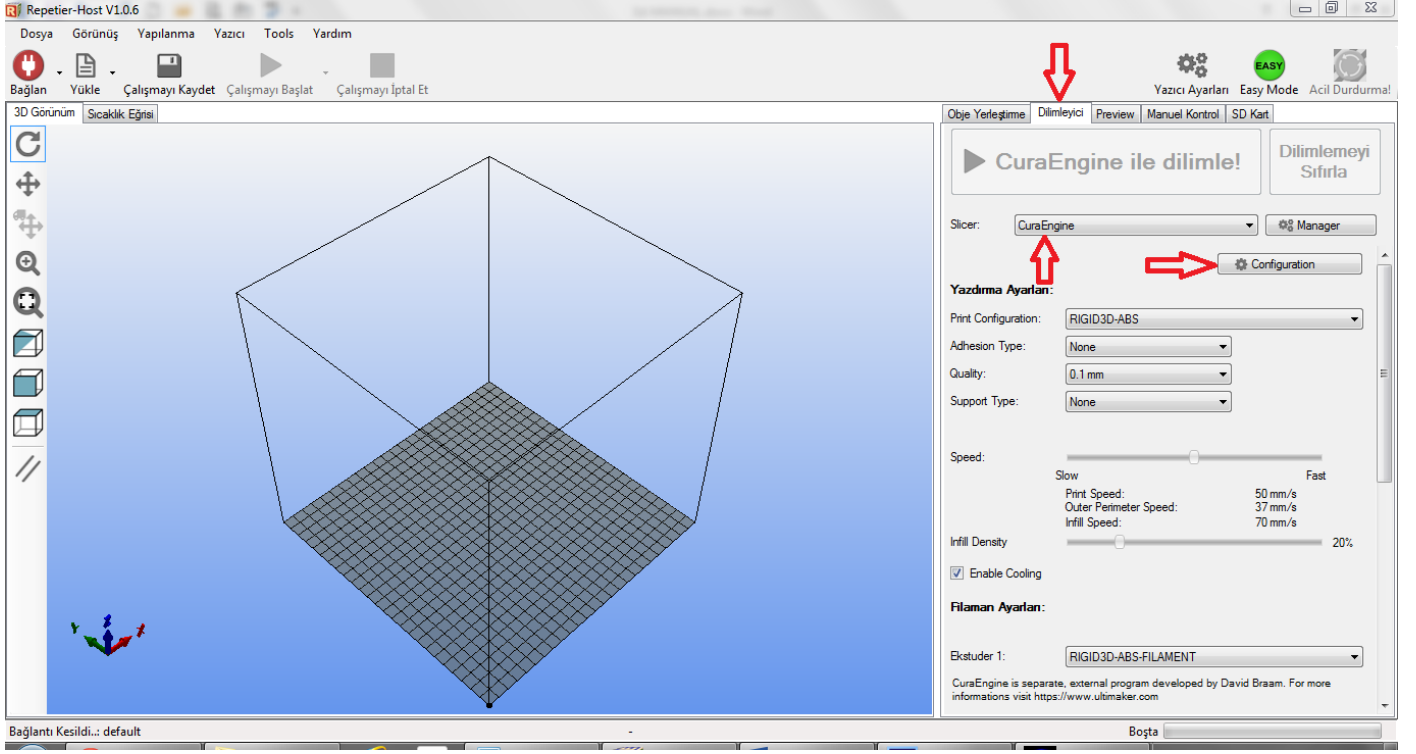 Repetier-Host V1.0.6
Dosya Görünüş Yapılanma Yazıcı Tools Yardım
EASY
Bağlan Yükle Çalışmayı Kaydet Çalışmayı Başlat Çalışmayı İptal Et Yazıcı Ayarları Easy Mode Acil Durdurma!
3D Görünüm Sıcaklık Eğrisi Obje Yerleştime Dilimleyici Preview Manuel Kontrol SD Kart
CuraEngine ile dilimle!
Dilimlemeyi
Sıfırla
Slicer: CuraEngine Manager
Configuration
Yazdırma Ayarları:
Print Configuration: RIGID3D-ABS
Adhesion Type: None
Quality: 0.1 mm
Support Type: None
Speed:
Slow Fast
Print Speed: 50 mm/s
Outer Perimeter Speed: 37 mm/s
Infill Speed: 70 mm/s
Infill Density 20%
Enable Cooling
Filaman Ayarları:
Ekstuder 1: RIGID3D-ABS-FILAMENT
CuraEngine is separate, external program developed by David Braam. For more
informations visit https://www.ultimaker.com
Bağlantı Kesildi..: default - Boşta